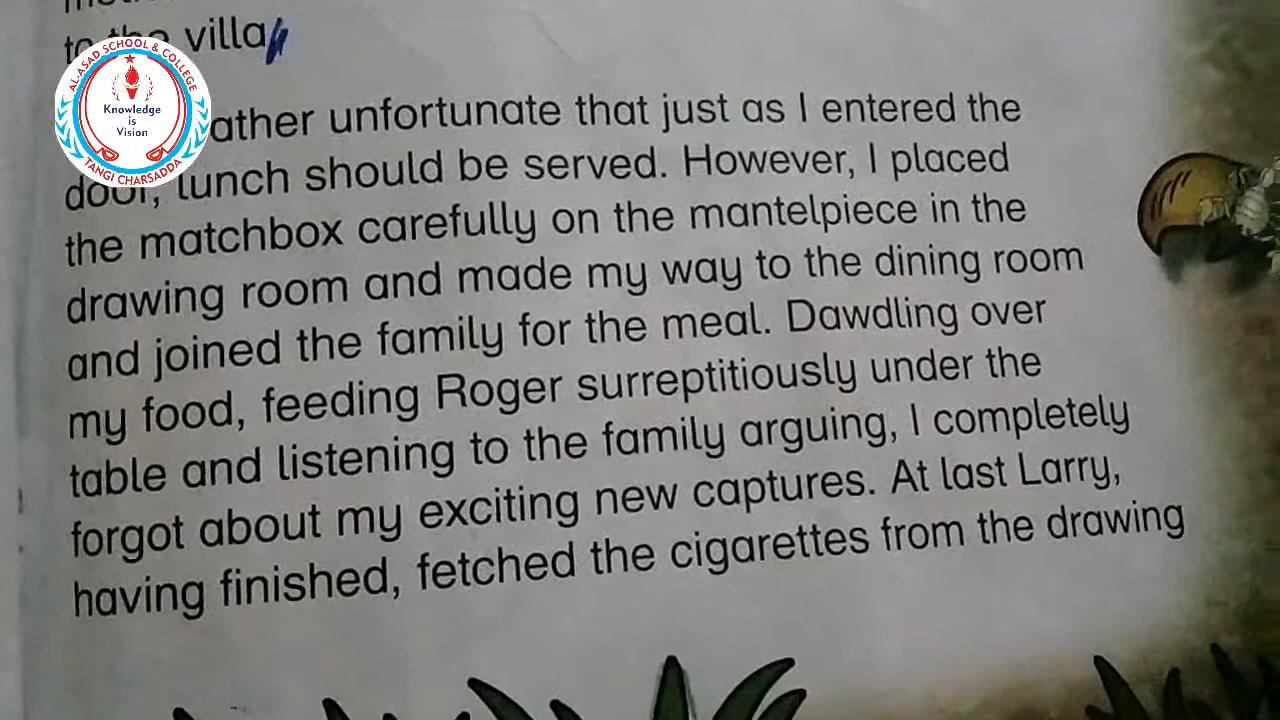 to the villa
AL-ASAD SCHOOL & COLLEGE
Knowledge
is
Vision
TANGI CHARSADDA
ather unfortunate that just as I entered the
door, lunch should be served. However, I placed
the matchbox carefully on the mantelpiece in the
drawing room and made my way to the dining room
and joined the family for the meal. Dawdling over
my food, feeding Roger surreptitiously under the
table and listening to the family arguing, I completely
forgot about my exciting new captures. At last Larry,
having finished, fetched the cigarettes from the drawing